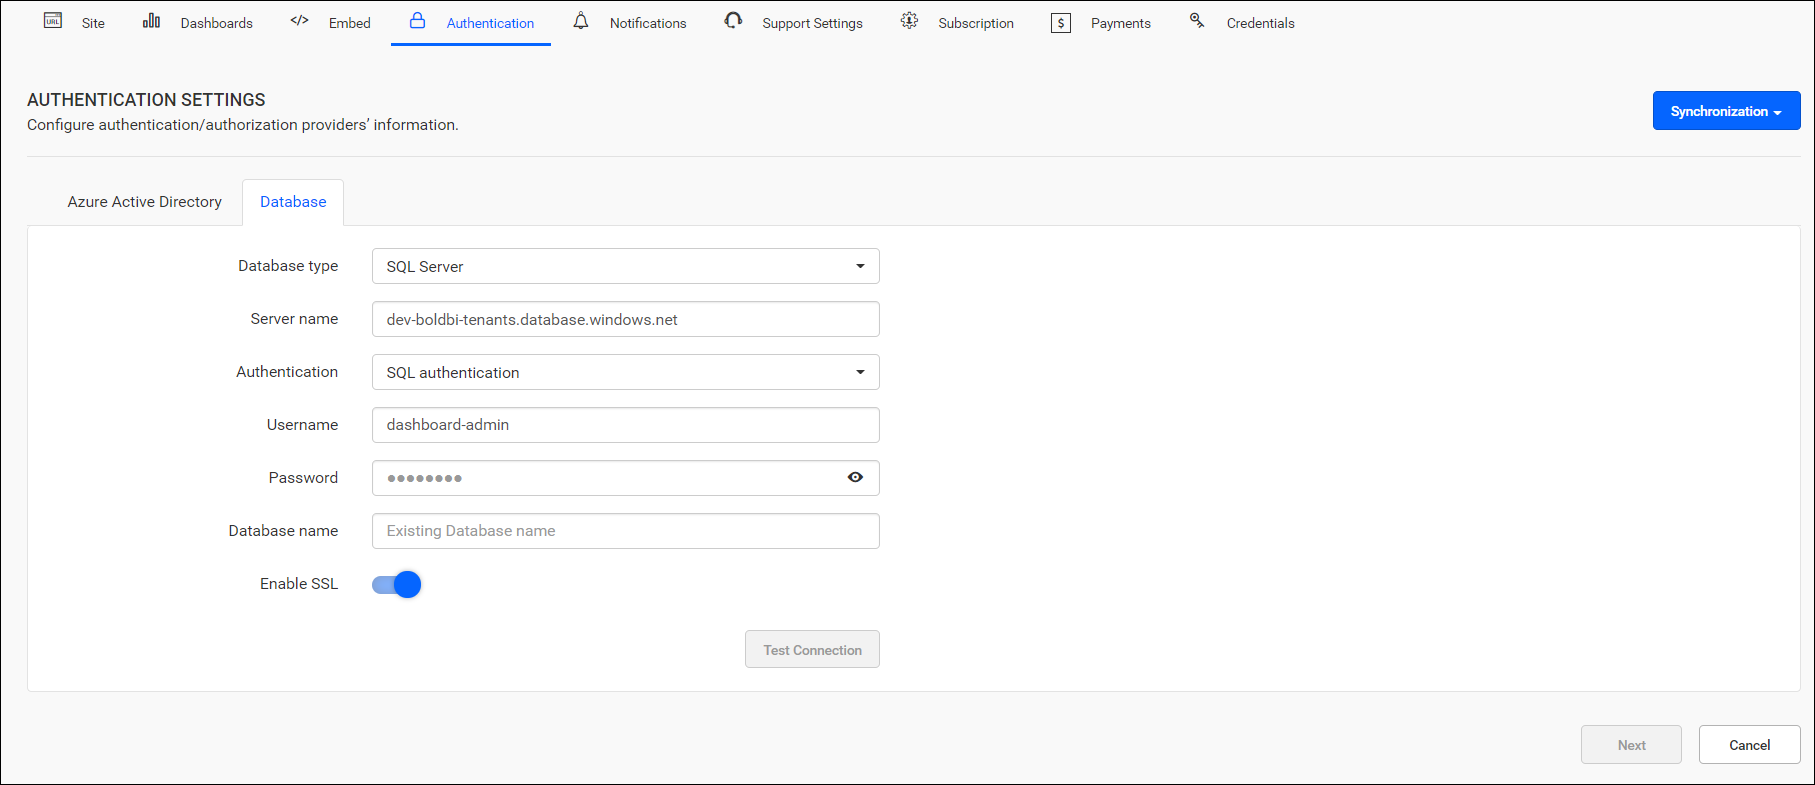 URL Site Dashboards </> Embed Authentication Notifications Support Settings Subscription $ Payments Credentials
AUTHENTICATION SETTINGS
Configure authentication/authorization providers’ information.
Synchronization
Azure Active Directory Database
Database type SQL Server
Server name dev-boldbi-tenants.database.windows.net
Authentication SQL authentication
Username dashboard-admin
Password ••••••••
Database name Existing Database name
Enable SSL
Test Connection
Next Cancel